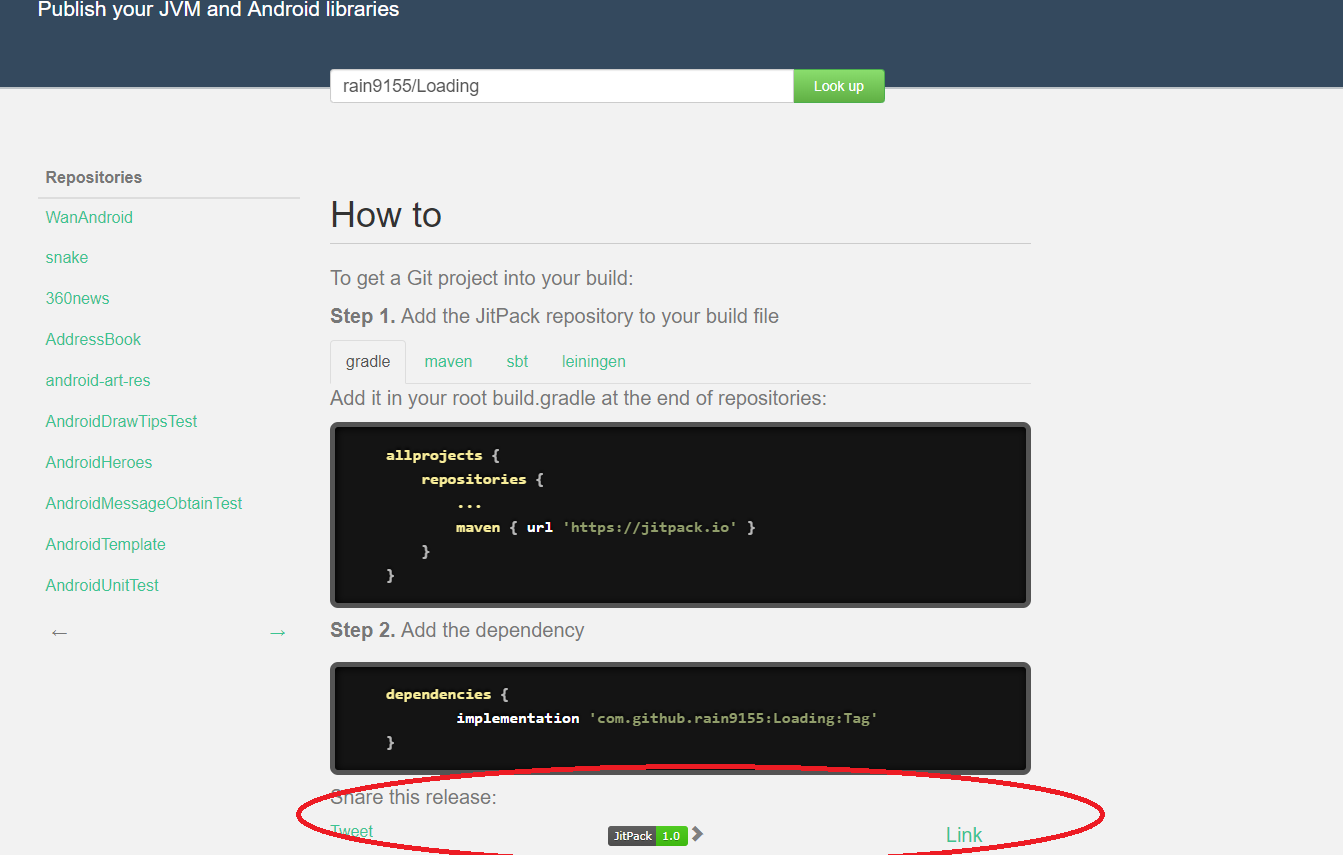 Publish your JVM and Android libraries
rain9155/Loading
Look up
Repositories
WanAndroid
snake
360news
AddressBook
android-art-res
AndroidDrawTipsTest
AndroidHeroes
AndroidMessageObtainTest
AndroidTemplate
AndroidUnitTest
← →
How to
To get a Git project into your build:
Step 1. Add the JitPack repository to your build file
gradle maven sbt leiningen
Add it in your root build.gradle at the end of repositories:
allprojects {
repositories {
...
maven { url 'https://jitpack.io' }
}
}
Step 2. Add the dependency
dependencies {
implementation 'com.github.rain9155:Loading:Tag'
}
Share this release:
Tweet JitPack 1.0 Link